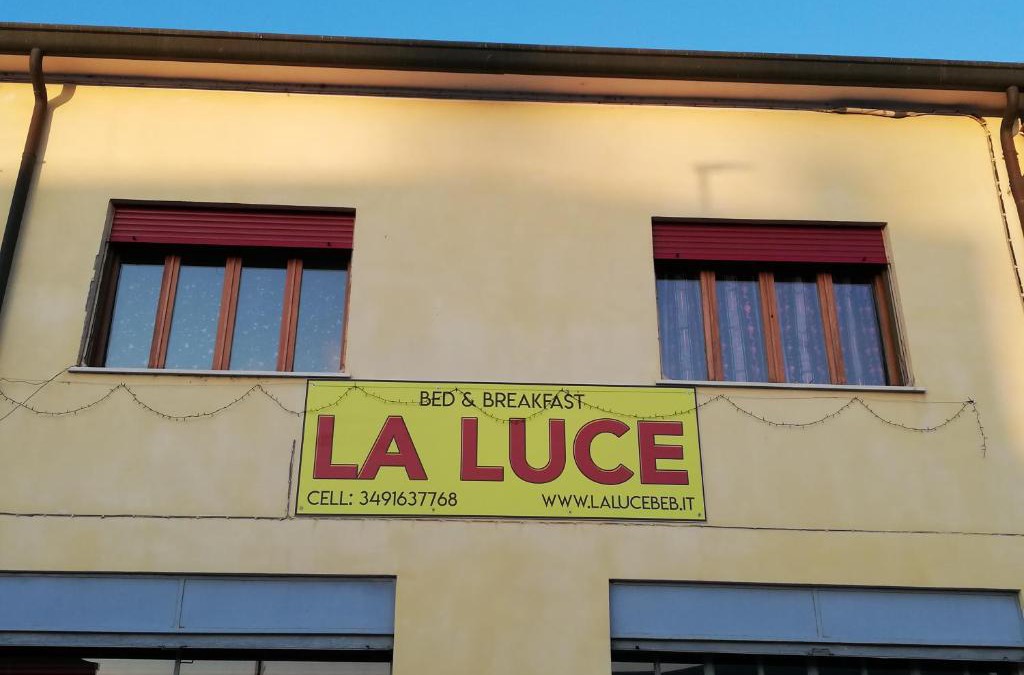 BED & BREAKFAST
LA LUCE
CELL: 3491637768 WWW.LALUCEBEB.IT